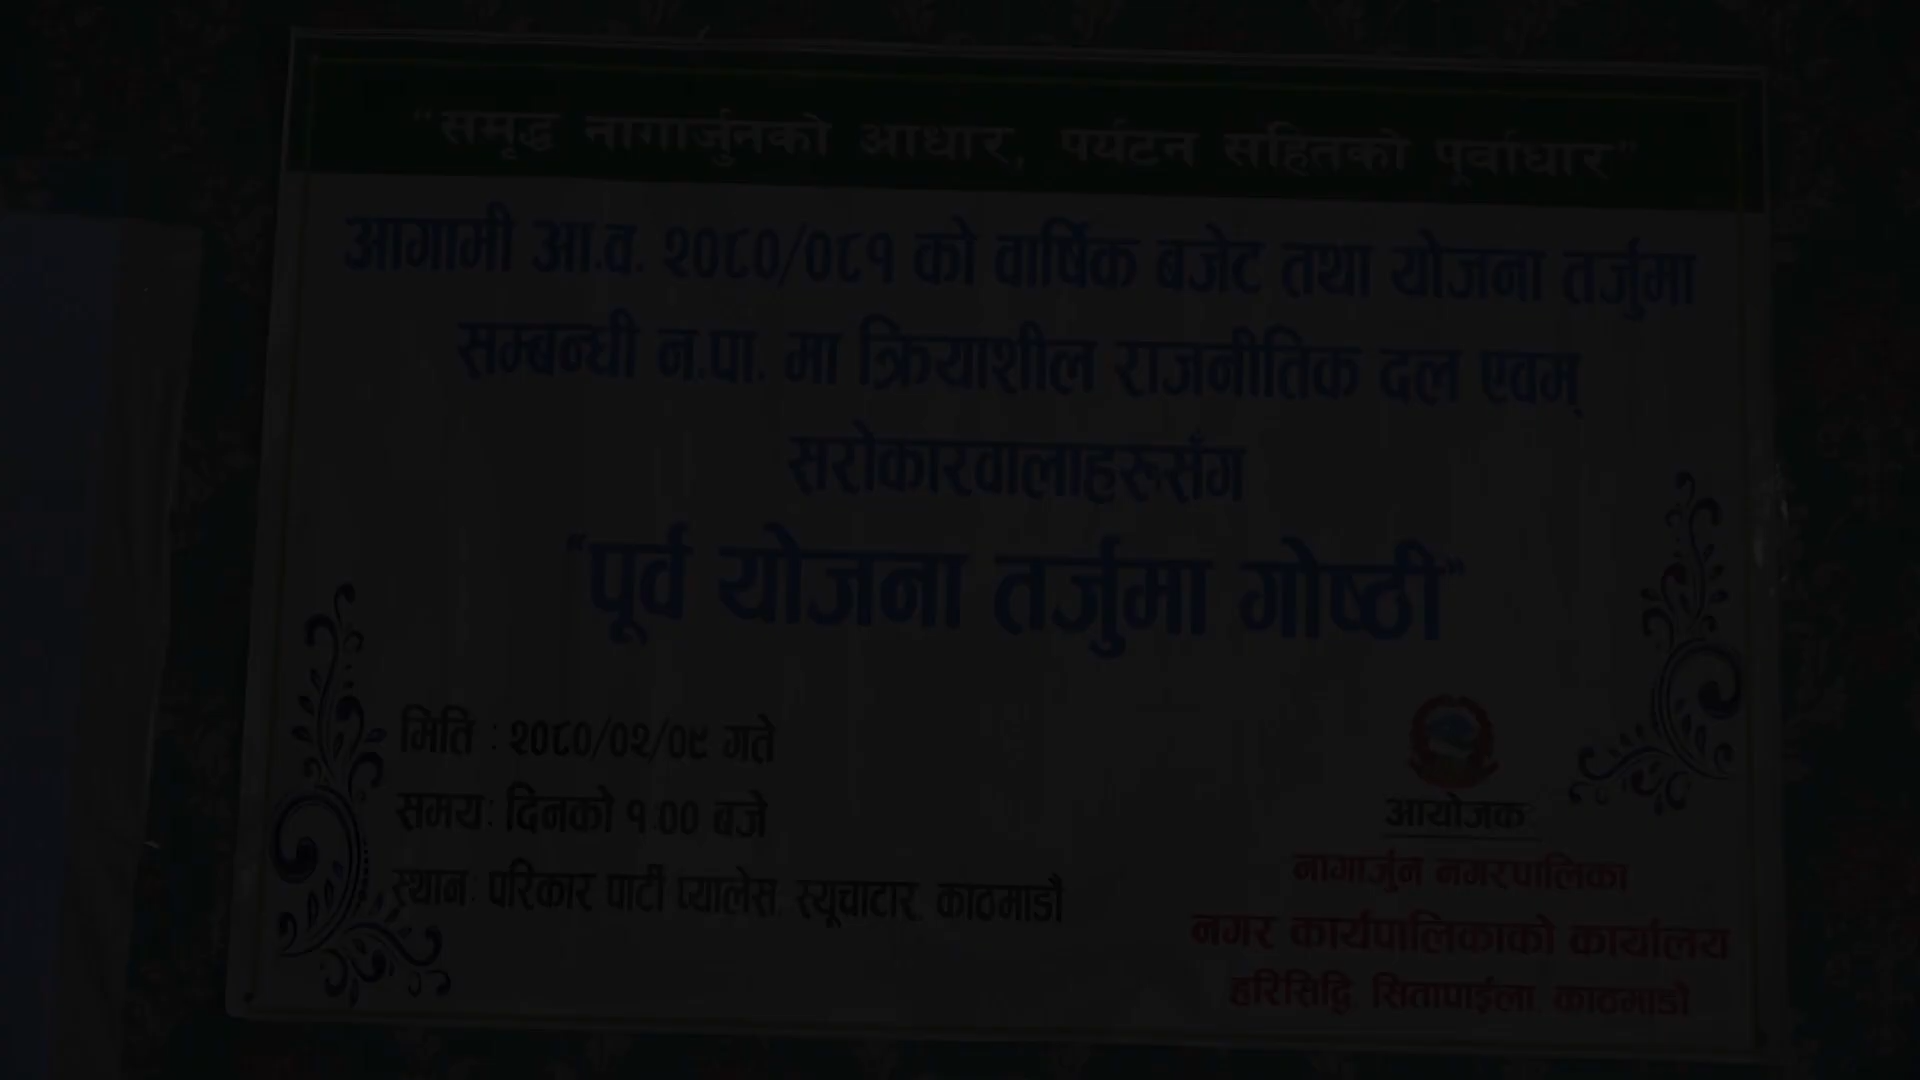 "समृद्ध नागार्जुनको आधार, पर्यटन सहितको पूर्वाधार"
आगामी आ.व. २०८०/०८१ को वार्षिक बजेट तथा योजना तर्जुमा
सम्बन्धी न.पा. मा क्रियाशील राजनीतिक दल एवम्
सरोकारवालाहरुसँग
"पूर्व योजना तर्जुमा गोष्ठी"
मिति : २०८०/०२/०९ गते
समय: दिनको १:०० बजे
स्थान: परिकार पार्टी प्यालेस, स्यूचाटार, काठमाडौं
आयोजक:
नागार्जुन नगरपालिका
नगर कार्यपालिकाको कार्यालय
हरिसिद्धि, सितापाईला, काठमाडौं